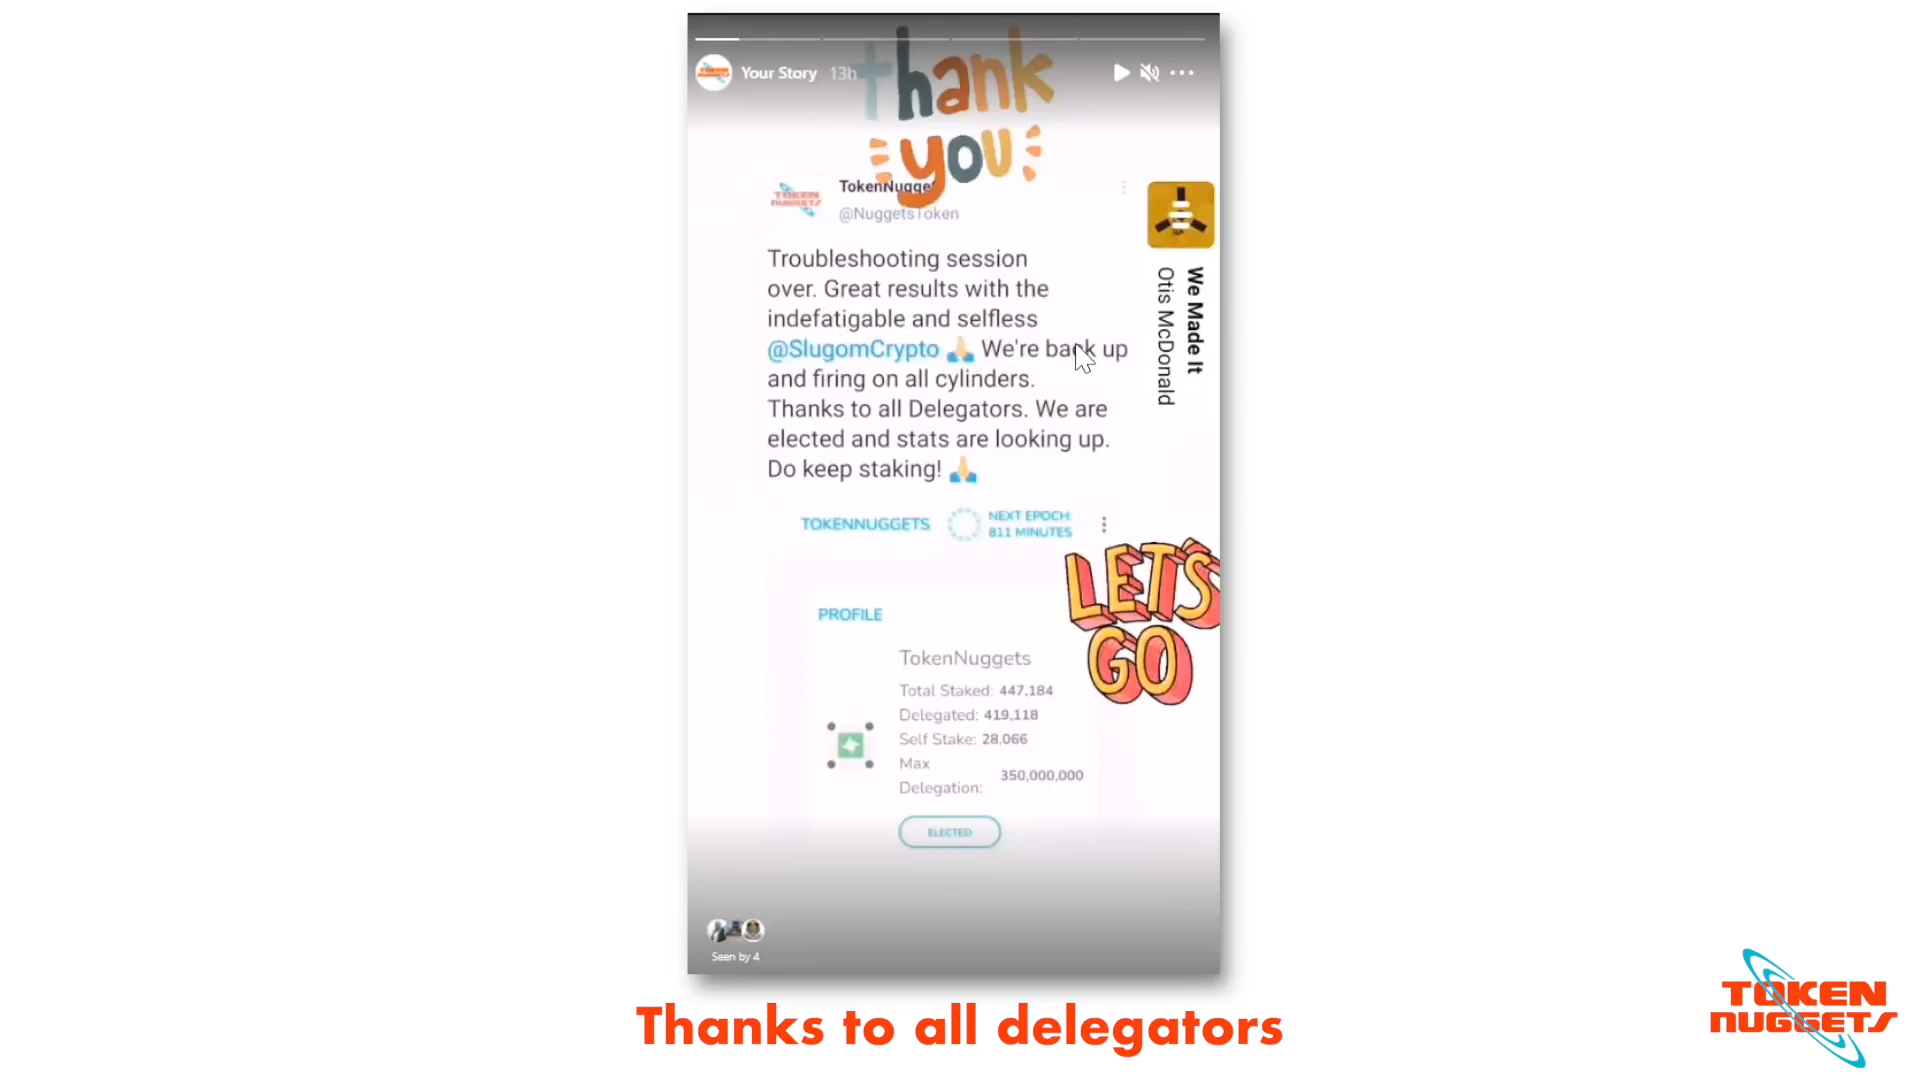 Thank
you
Your Story 13h
TokenNugge
@NuggetsToken
Troubleshooting session
over. Great results with the
indefatigable and selfless
@SlugomCrypto 🙏 We're back up
and firing on all cylinders.
Thanks to all Delegators. We are
elected and stats are looking up.
Do keep staking! 🙏
We Made It
Otis McDonald
TOKENNUGGETS
NEXT EPOCH:
811 MINUTES
LET'S
GO
PROFILE
TokenNuggets
Total Staked: 447,184
Delegated: 419,118
Self Stake: 28,066
Max
Delegation: 350,000,000
ELECTED
Seen by 4
Thanks to all delegators
TOKEN
NUGGETS